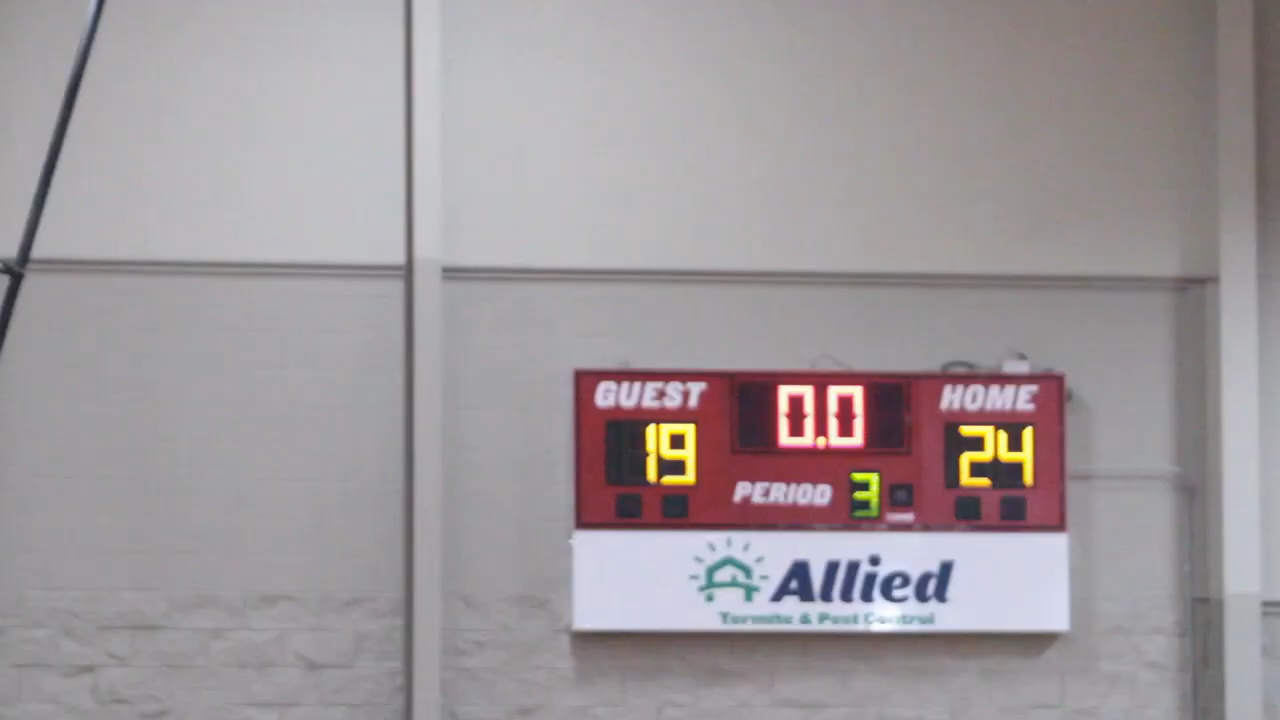 GUEST 0.0 HOME
19 24
PERIOD 3
Allied
Termite & Pest Control